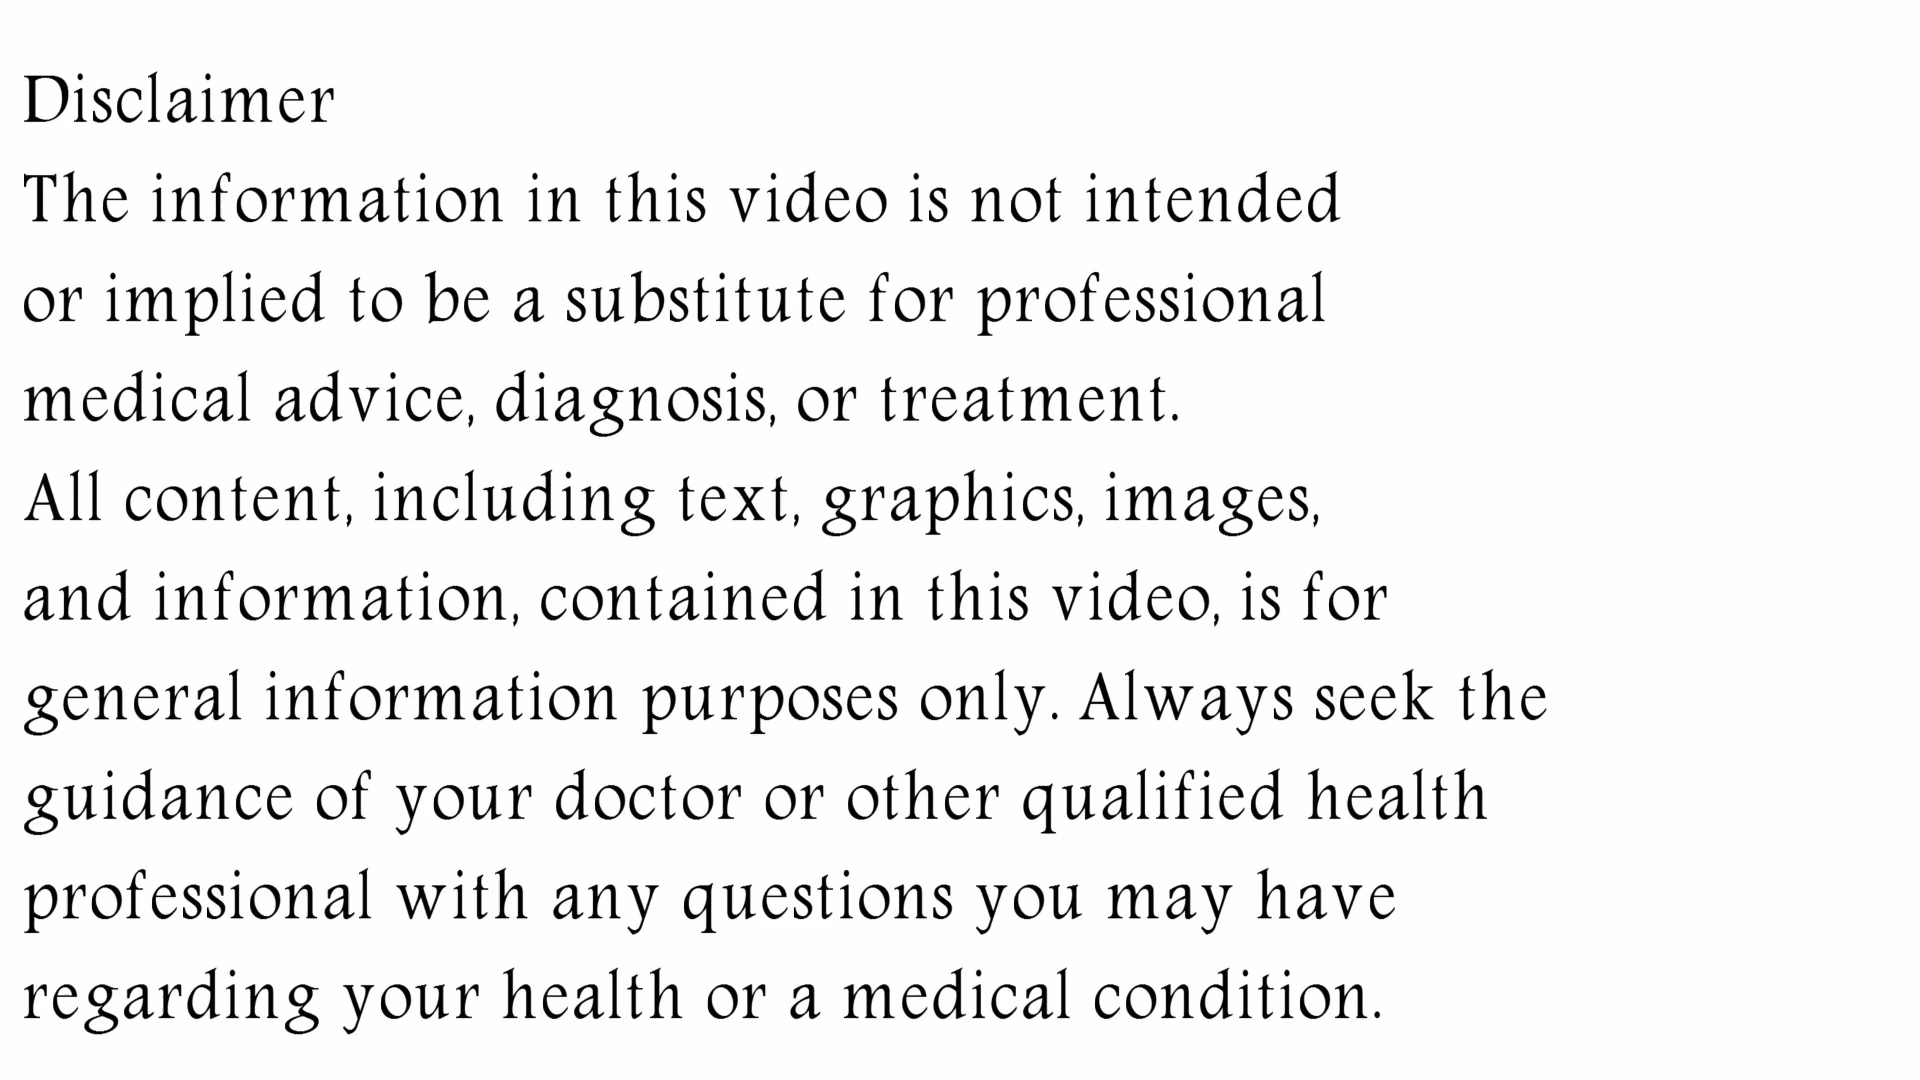 Disclaimer
The information in this video is not intended
or implied to be a substitute for professional
medical advice, diagnosis, or treatment.
All content, including text, graphics, images,
and information, contained in this video, is for
general information purposes only. Always seek the
guidance of your doctor or other qualified health
professional with any questions you may have
regarding your health or a medical condition.